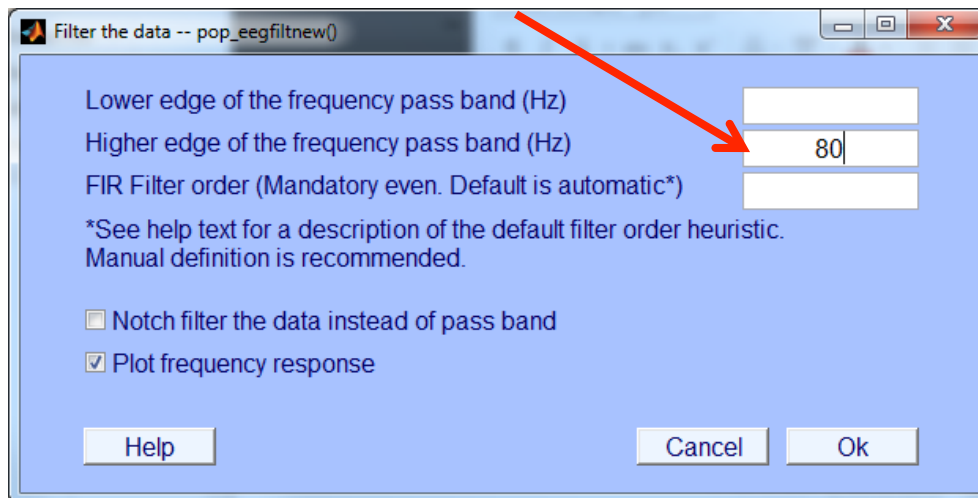 Filter the data -- pop_eegfiltnew()
Lower edge of the frequency pass band (Hz)
Higher edge of the frequency pass band (Hz) 80
FIR Filter order (Mandatory even. Default is automatic*)
*See help text for a description of the default filter order heuristic.
Manual definition is recommended.
Notch filter the data instead of pass band
Plot frequency response
Help Cancel Ok